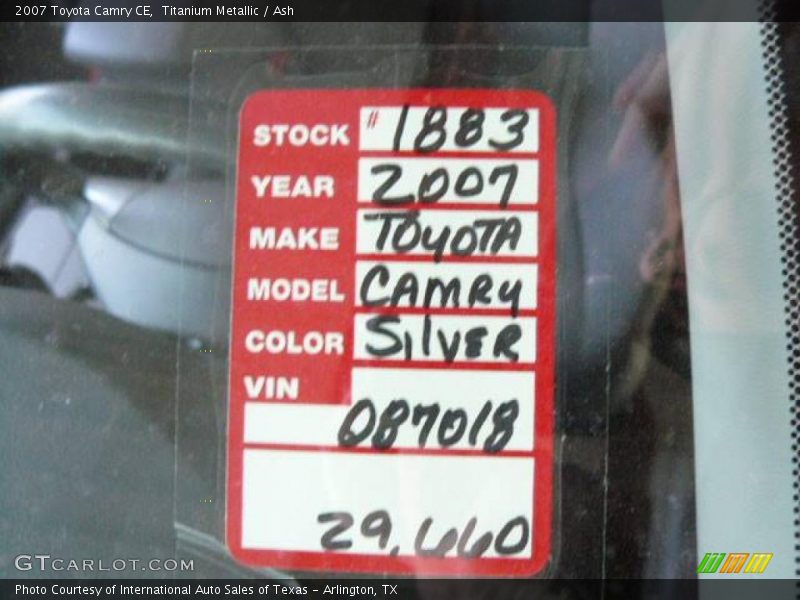 2007 Toyota Camry CE, Titanium Metallic / Ash
STOCK # 1883
YEAR 2007
MAKE TOYOTA
MODEL CAMRY
COLOR SILVER
VIN
087018
29,660
GTCARLOT.COM
Photo Courtesy of International Auto Sales of Texas - Arlington, TX